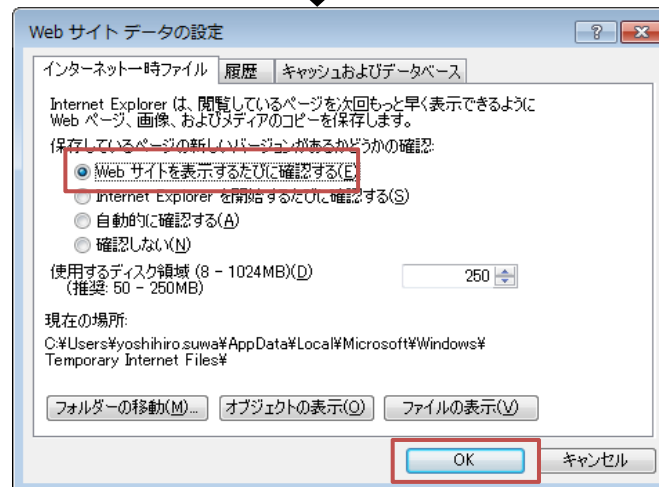 Web サイト データの設定
インターネット一時ファイル 履歴 キャッシュおよびデータベース
Internet Explorer は、閲覧しているページを次回もっと早く表示できるように
Web ページ、画像、およびメディアのコピーを保存します。
保存しているページの新しいバージョンがあるかどうかの確認:
Web サイトを表示するたびに確認する(E)
Internet Explorer を開始するたびに確認する(S)
自動的に確認する(A)
確認しない(N)
使用するディスク領域 (8 - 1024MB)(D) 250
(推奨: 50 - 250MB)
現在の場所:
C:¥Users¥yoshihiro.suwa¥AppData¥Local¥Microsoft¥Windows¥
Temporary Internet Files¥
フォルダーの移動(M)... オブジェクトの表示(O) ファイルの表示(V)
OK キャンセル